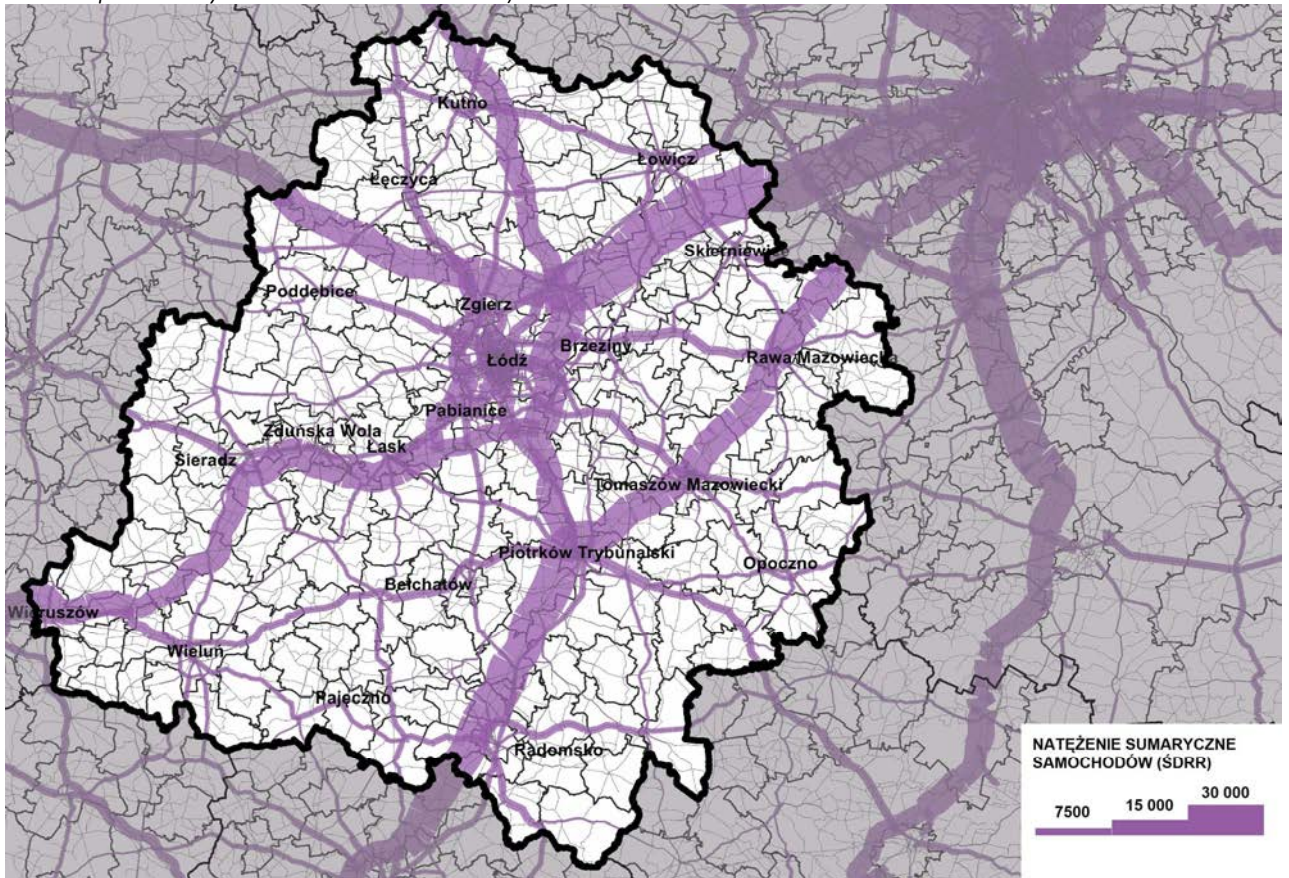 Kutno
Łowicz
Łęczyca
Skierniewi
Poddębice
Zgierz
Brzeziny
Łódź
Rawa Mazowiecka
Pabianice
Zduńska Wola
Łask
Sieradz
Tomaszów Mazowiecki
Piotrków Trybunalski
Opoczno
Bełchatów
Wieruszów
Wieluń
Pajęczno
Radomsko
NATĘŻENIE SUMARYCZNE
SAMOCHODÓW (ŚDRR)
7500 15 000 30 000